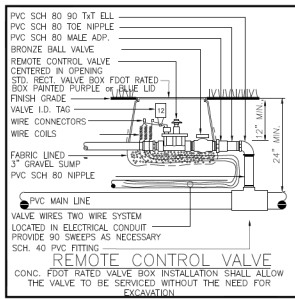 PVC SCH 80 90 TxT ELL
PVC SCH 80 TOE NIPPLE
PVC SCH 80 MALE ADP.
BRONZE BALL VALVE
REMOTE CONTROL VALVE
CENTERED IN OPENING
STD. RECT. VALVE BOX FDOT RATED
BOX PAINTED PURPLE or BLUE LID
FINISH GRADE
VALVE I.D. TAG
12
WIRE CONNECTORS
WIRE COILS
12" MIN.
24" MIN.
FABRIC LINED
3" GRAVEL SUMP
PVC SCH 80 NIPPLE
PVC MAIN LINE
VALVE WIRES TWO WIRE SYSTEM
LOCATED IN ELECTRICAL CONDUIT
PROVIDE 90 SWEEPS AS NECESSARY
SCH. 40 PVC FITTING
REMOTE CONTROL VALVE
CONC. FDOT RATED VALVE BOX INSTALLATION SHALL ALLOW
THE VALVE TO BE SERVICED WITHOUT THE NEED FOR
EXCAVATION